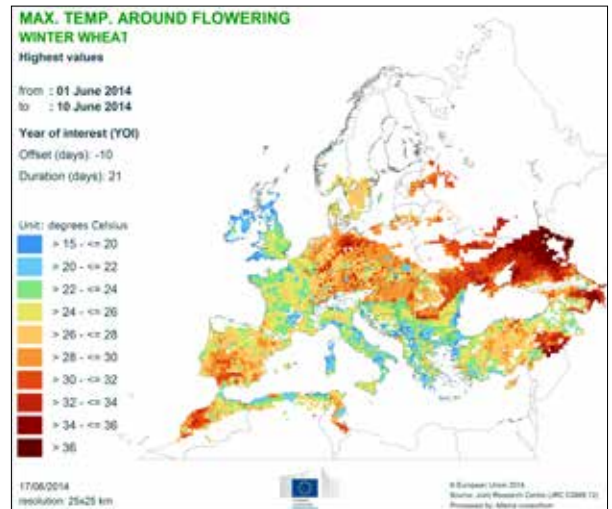 MAX. TEMP. AROUND FLOWERING
WINTER WHEAT
Highest values
from : 01 June 2014
to : 10 June 2014
Year of interest (YOI)
Offset (days): -10
Duration (days): 21
Unit: degrees Celsius
> 15 - <= 20
> 20 - <= 22
> 22 - <= 24
> 24 - <= 26
> 26 - <= 28
> 28 - <= 30
> 30 - <= 32
> 32 - <= 34
> 34 - <= 36
> 36
17/06/2014
resolution: 25x25 km
© European Union 2014
Source: Joint Research Centre
Processed by: consortium